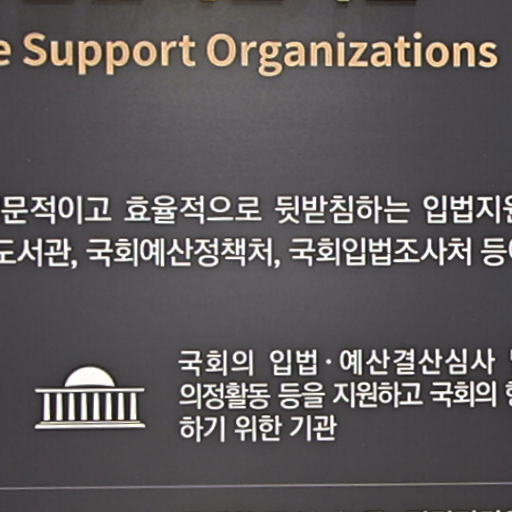 e Support Organizations
문적이고 효율적으로 뒷받침하는 입법지원
도서관, 국회예산정책처, 국회입법조사처 등
국회의 입법·예산결산심사
의정활동 등을 지원하고 국회의
하기 위한 기관